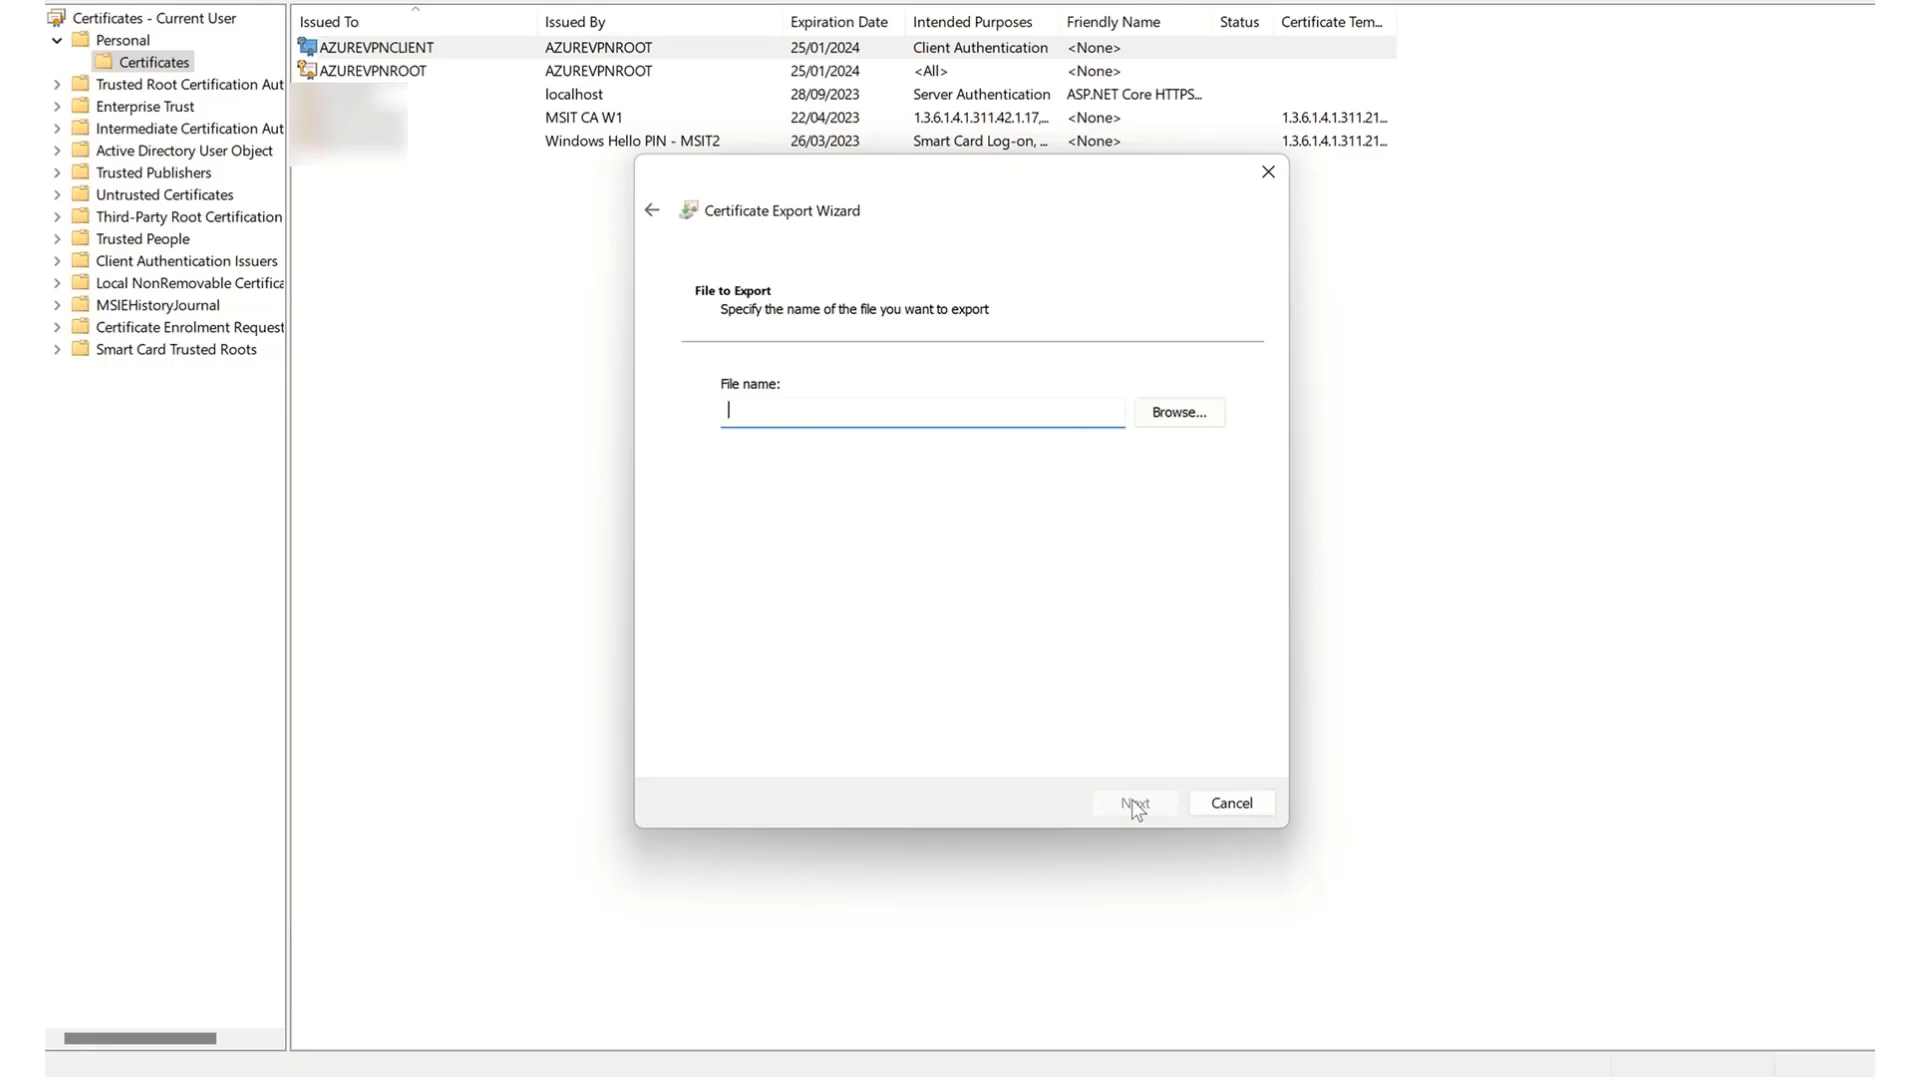 Certificates - Current User
Personal
Certificates
Trusted Root Certification Aut
Enterprise Trust
Intermediate Certification Aut
Active Directory User Object
Trusted Publishers
Untrusted Certificates
Third-Party Root Certification
Trusted People
Client Authentication Issuers
Local NonRemovable Certifica
MSIEHistoryJournal
Certificate Enrolment Request
Smart Card Trusted Roots
Issued To Issued By Expiration Date Intended Purposes Friendly Name Status Certificate Tem...
AZUREVPNCLIENT AZUREVPNROOT 25/01/2024 Client Authentication <None>
AZUREVPNROOT AZUREVPNROOT 25/01/2024 <All> <None>
localhost 28/09/2023 Server Authentication ASP.NET Core HTTPS...
MSIT CA W1 22/04/2023 1.3.6.1.4.1.311.42.1.17,... <None> 1.3.6.1.4.1.311.21...
Windows Hello PIN - MSIT2 26/03/2023 Smart Card Log-on, ... <None> 1.3.6.1.4.1.311.21...
Certificate Export Wizard
File to Export
Specify the name of the file you want to export
File name:
Browse...
Next Cancel